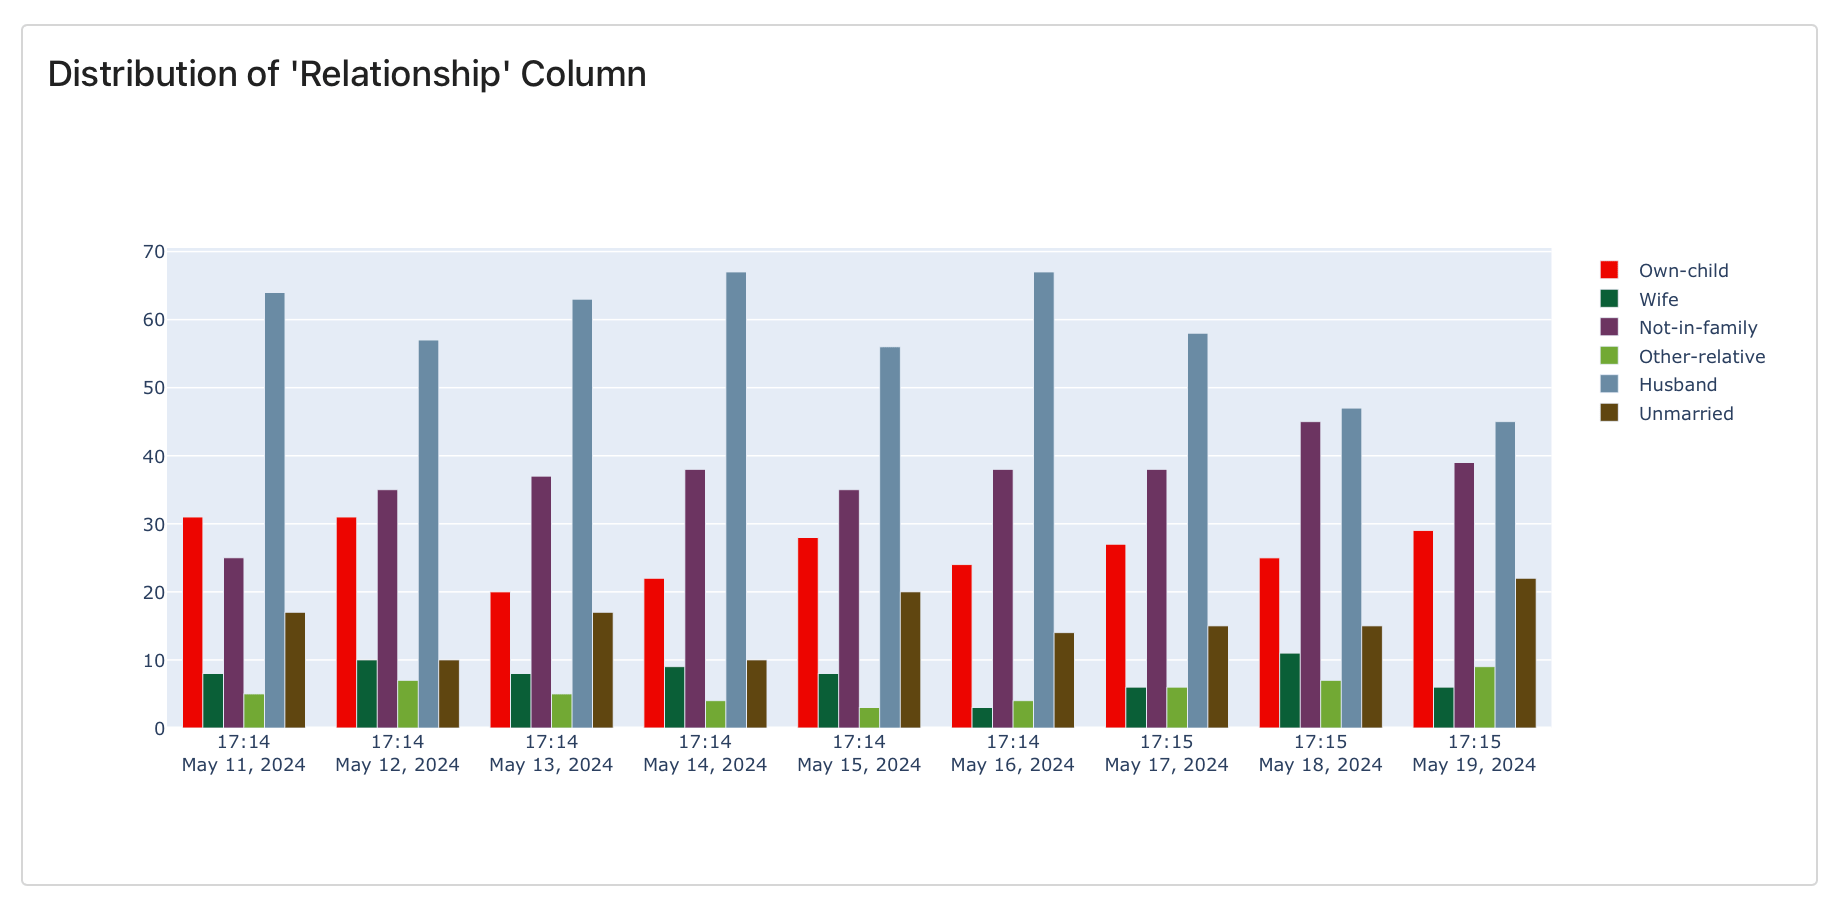 Distribution of 'Relationship' Column
70
60
50
40
30
20
10
0
17:14 17:14 17:14 17:14 17:14 17:14 17:15 17:15 17:15
May 11, 2024 May 12, 2024 May 13, 2024 May 14, 2024 May 15, 2024 May 16, 2024 May 17, 2024 May 18, 2024 May 19, 2024
Own-child
Wife
Not-in-family
Other-relative
Husband
Unmarried